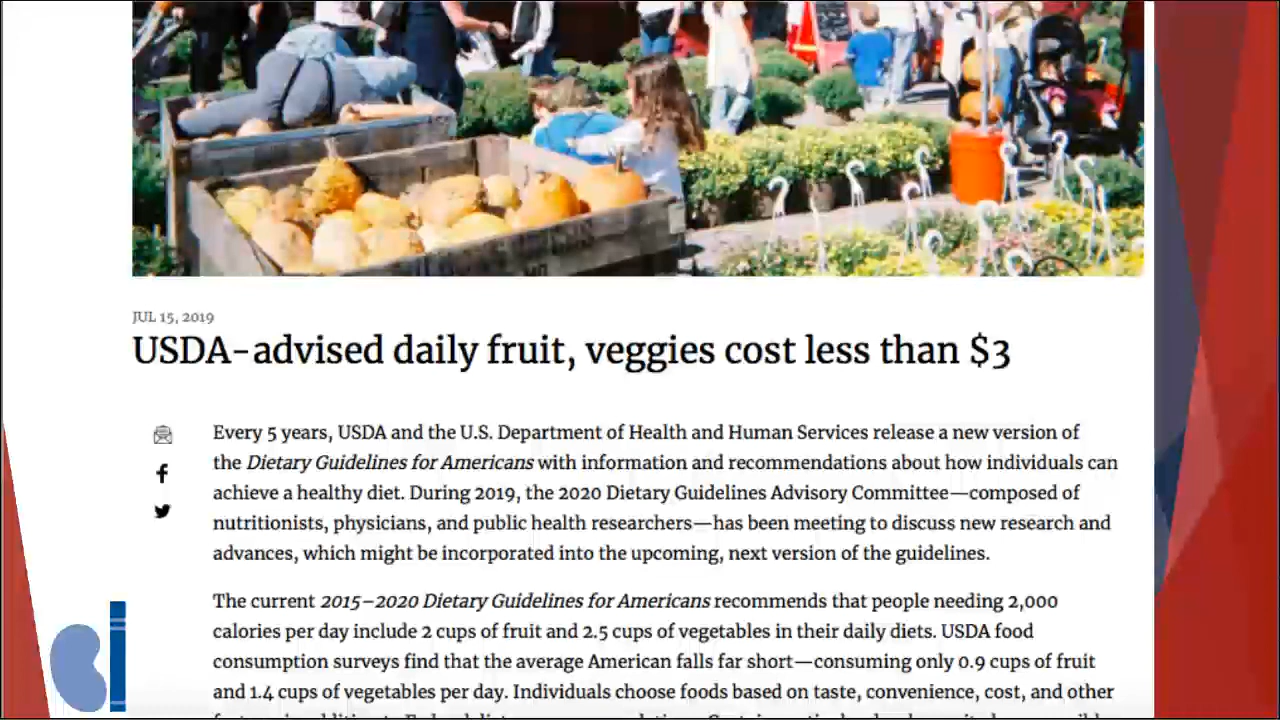 JUL 15, 2019
USDA-advised daily fruit, veggies cost less than $3
Every 5 years, USDA and the U.S. Department of Health and Human Services release a new version of
the Dietary Guidelines for Americans with information and recommendations about how individuals can
achieve a healthy diet. During 2019, the 2020 Dietary Guidelines Advisory Committee—composed of
nutritionists, physicians, and public health researchers—has been meeting to discuss new research and
advances, which might be incorporated into the upcoming, next version of the guidelines.
The current 2015–2020 Dietary Guidelines for Americans recommends that people needing 2,000
calories per day include 2 cups of fruit and 2.5 cups of vegetables in their daily diets. USDA food
consumption surveys find that the average American falls far short—consuming only 0.9 cups of fruit
and 1.4 cups of vegetables per day. Individuals choose foods based on taste, convenience, cost, and other